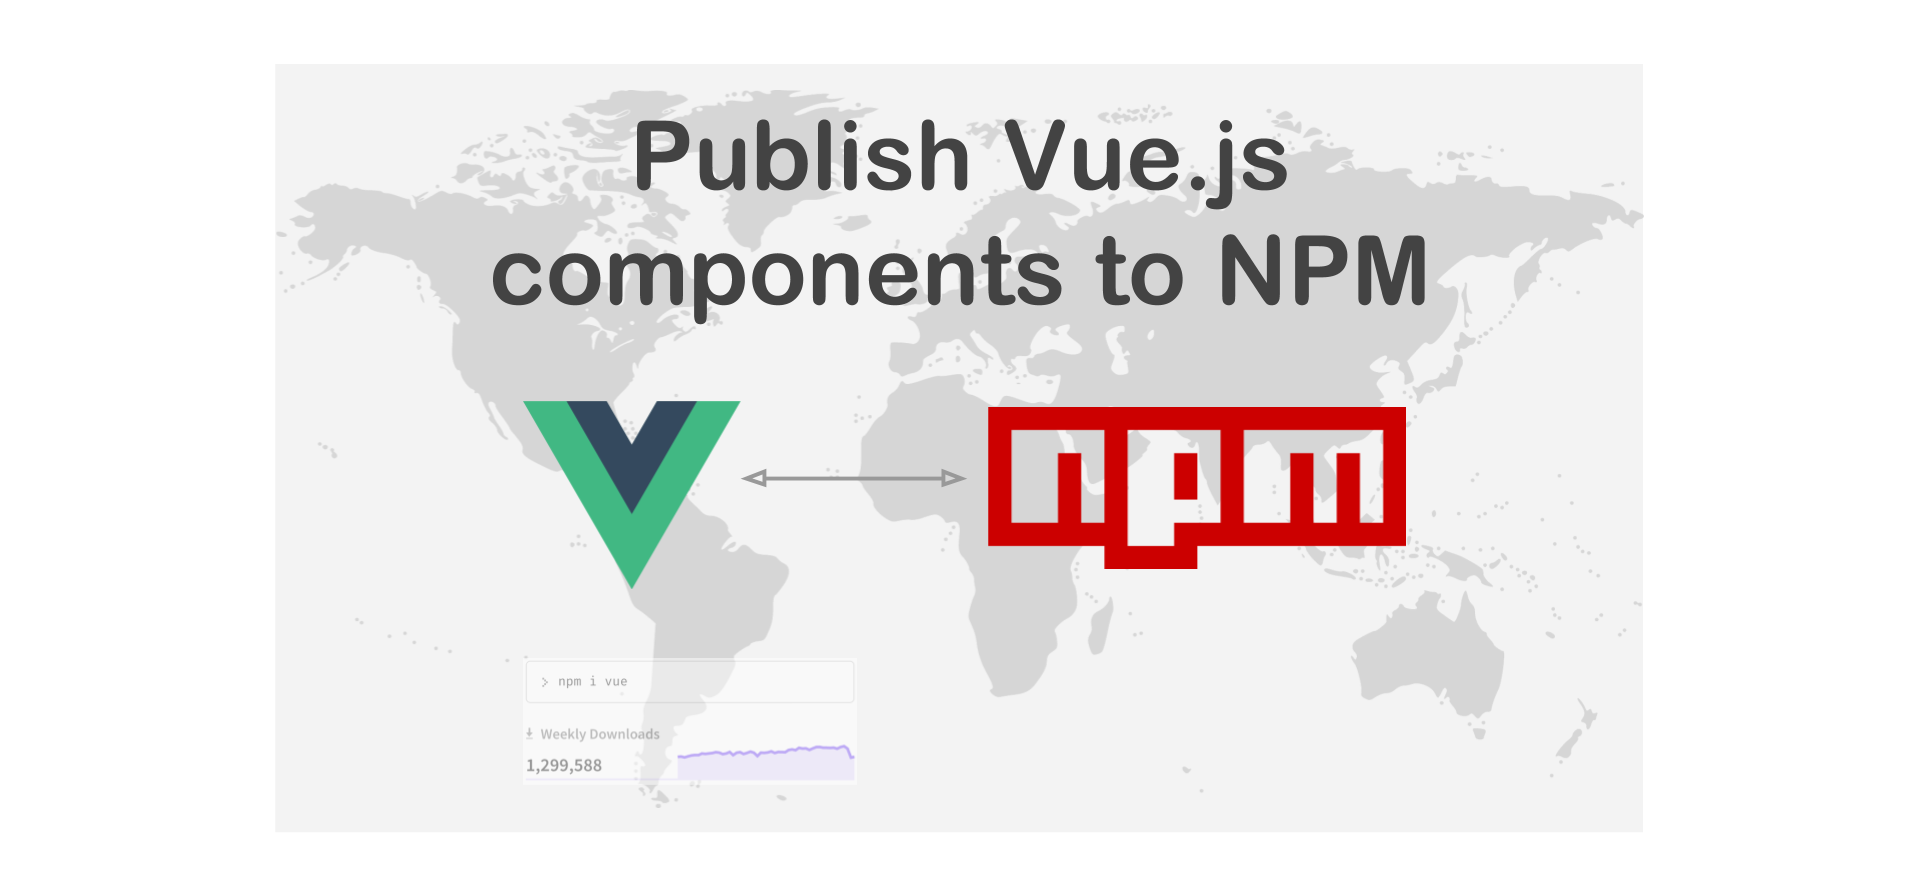 Publish Vue.js
components to NPM
npm
> npm i vue
Weekly Downloads
1,299,588